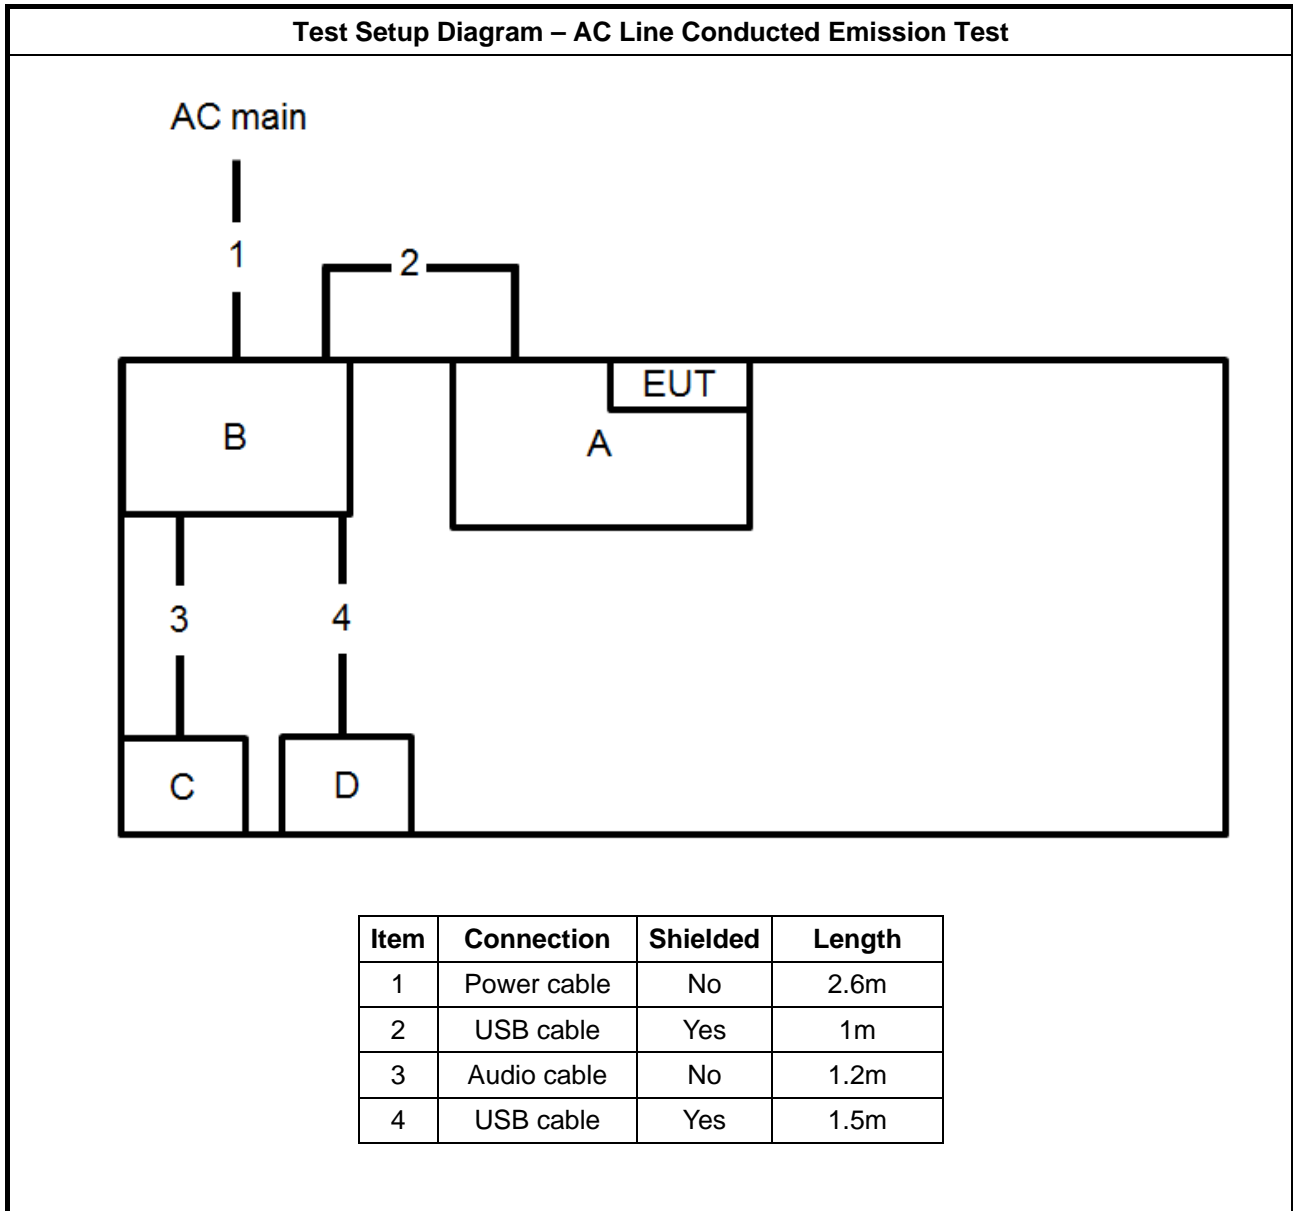 Test Setup Diagram – AC Line Conducted Emission Test
AC main
1
2
EUT
B
A
3
4
C
D
Item Connection Shielded Length
1 Power cable No 2.6m
2 USB cable Yes 1m
3 Audio cable No 1.2m
4 USB cable Yes 1.5m